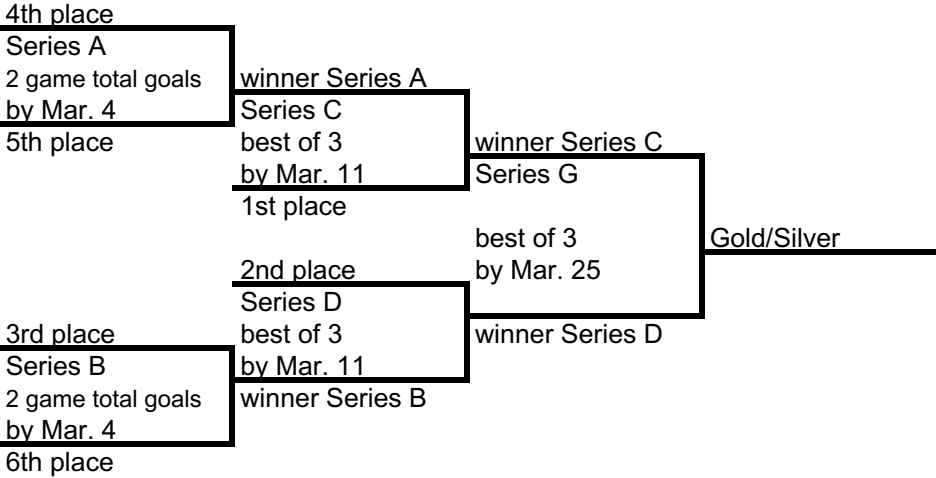 4th place
Series A
2 game total goals
by Mar. 4
5th place
winner Series A
Series C
best of 3
by Mar. 11
1st place
winner Series C
Series G
best of 3
by Mar. 25
Gold/Silver
2nd place
Series D
best of 3
by Mar. 11
winner Series B
winner Series D
3rd place
Series B
2 game total goals
by Mar. 4
6th place